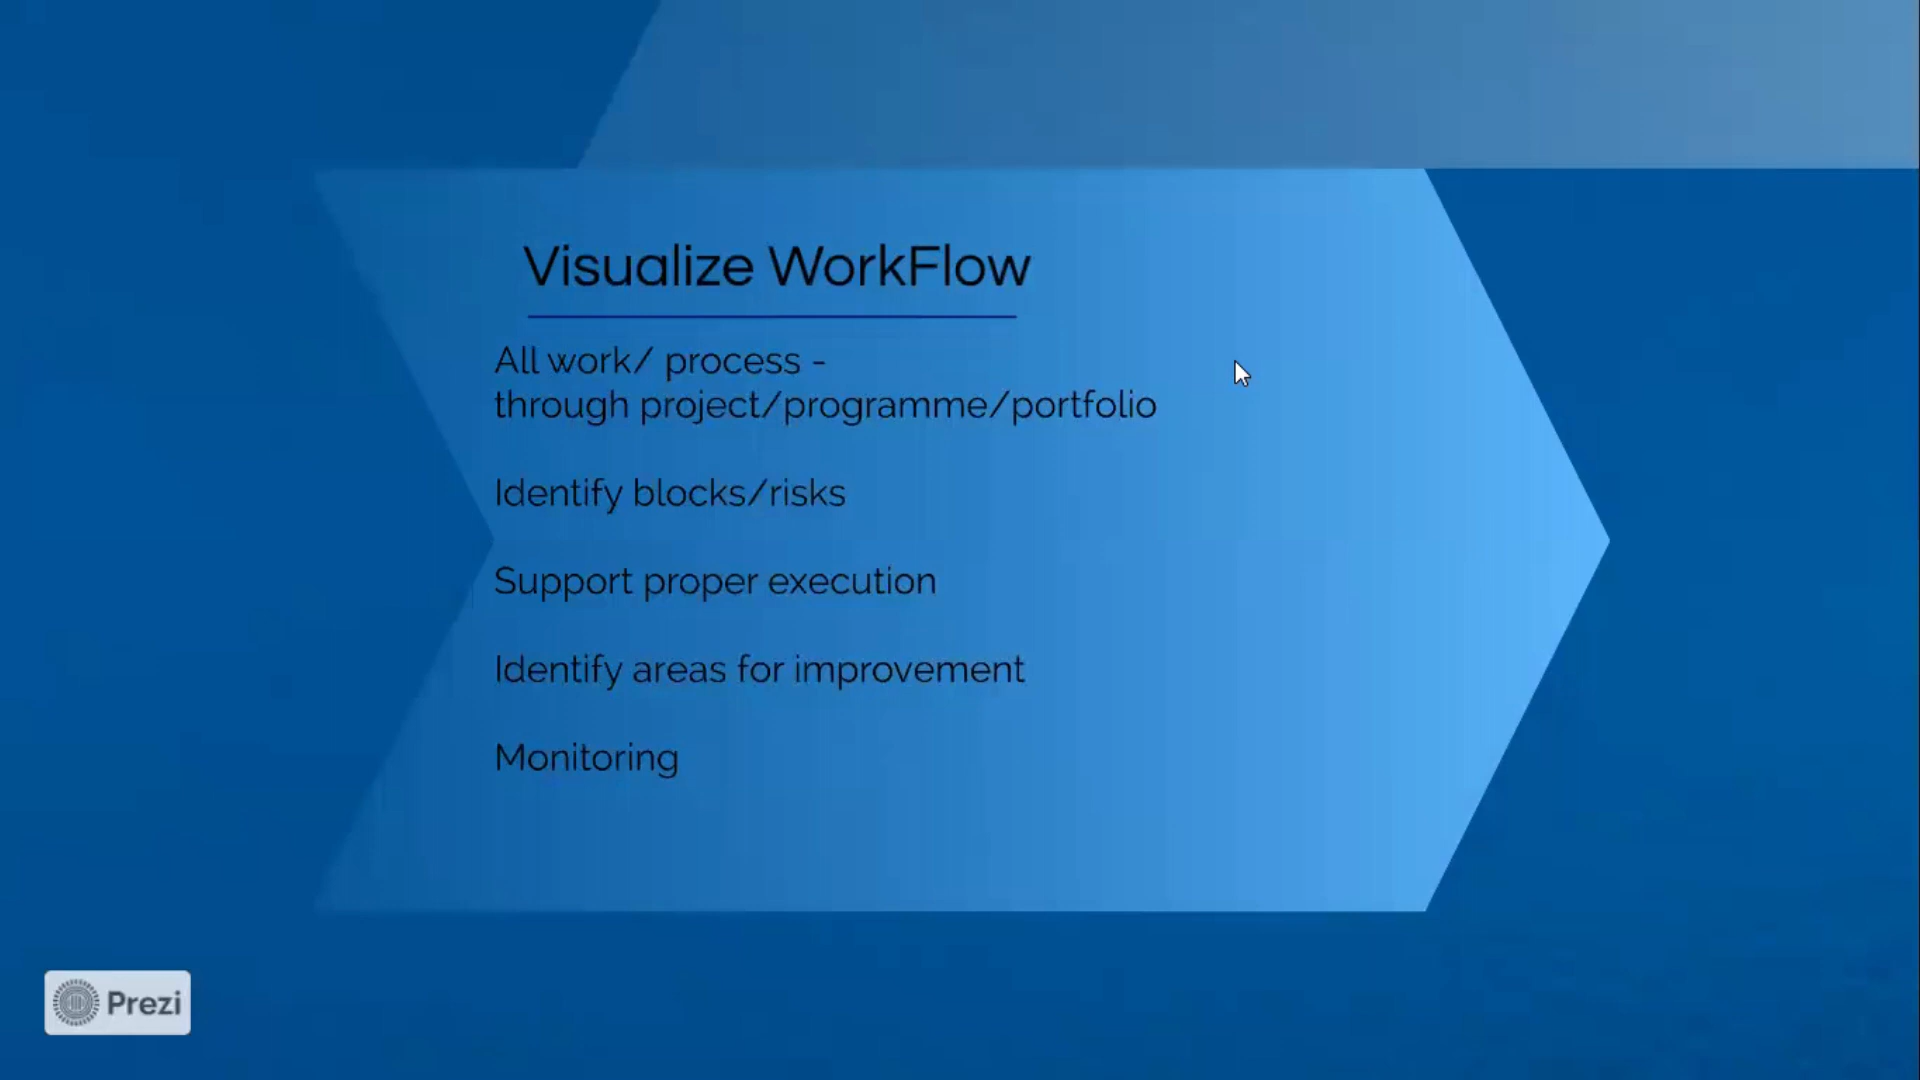 Visualize WorkFlow
All work/ process -
through project/programme/portfolio
Identify blocks/risks
Support proper execution
Identify areas for improvement
Monitoring
Prezi